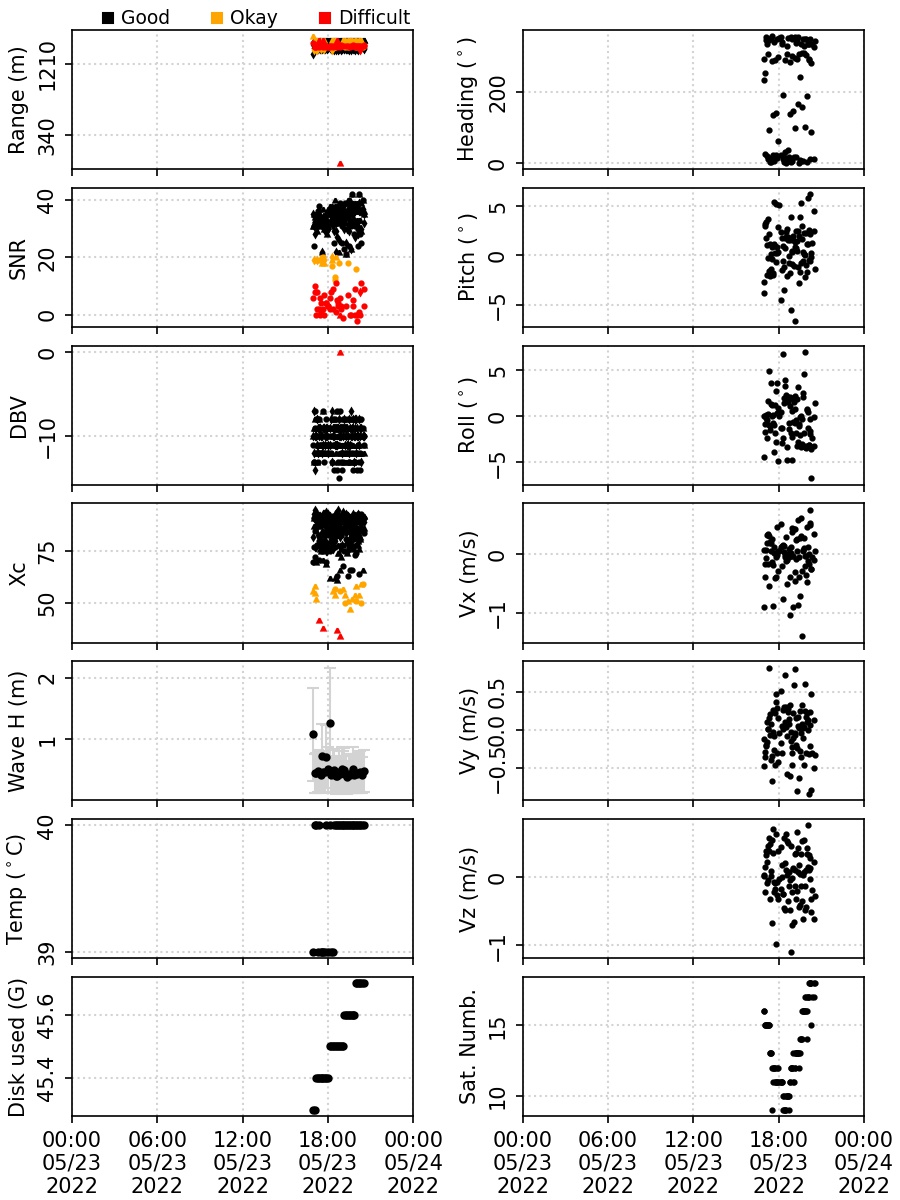 Good Okay Difficult
Range (m)
1210
340
Heading (°)
200
0
SNR
40
20
0
Pitch (°)
5
0
−5
DBV
0
−10
Roll (°)
5
0
−5
Xc
75
50
Vx (m/s)
0
−1
Wave H (m)
2
1
Vy (m/s)
0.5
0.0
−0.5
Temp (°C)
40
39
Vz (m/s)
0
−1
Disk used (G)
45.6
45.4
Sat. Numb.
15
10
00:00 06:00 12:00 18:00 00:00
05/23 05/23 05/23 05/23 05/24
2022 2022 2022 2022 2022
00:00 06:00 12:00 18:00 00:00
05/23 05/23 05/23 05/23 05/24
2022 2022 2022 2022 2022